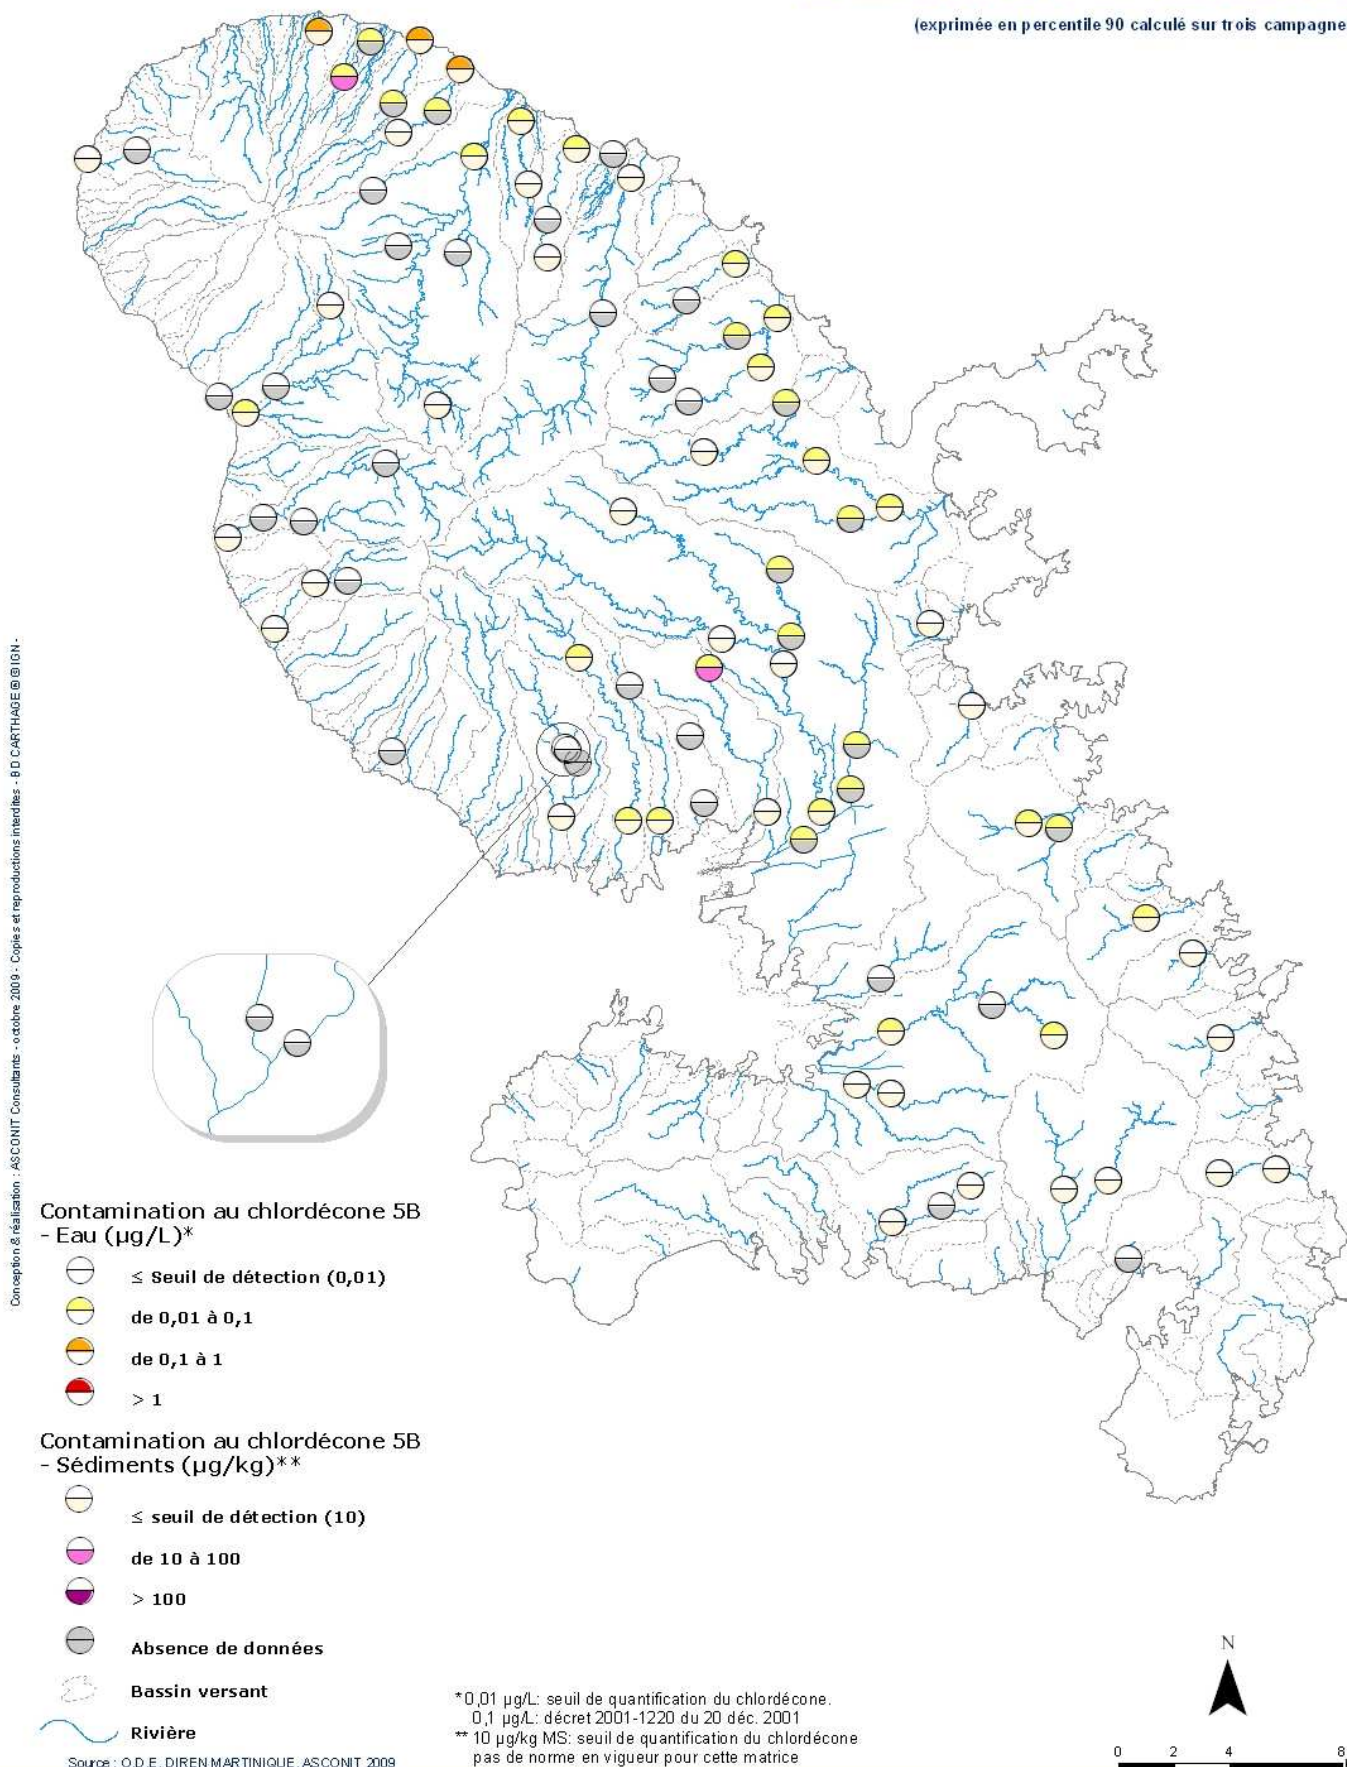 (exprimée en percentile 90 calculé sur trois campagne
Conception & réalisation : ASCONIT Consultants - octobre 2009 - Copies et reproductions interdites - BD CARTHAGE©IGN-
Contamination au chlordécone 5B
- Eau (µg/L)*
≤ Seuil de détection (0,01)
de 0,01 à 0,1
de 0,1 à 1
> 1
Contamination au chlordécone 5B
- Sédiments (µg/kg)**
≤ seuil de détection (10)
de 10 à 100
> 100
Absence de données
Bassin versant
Rivière
Source : O.D.E, DIREN MARTINIQUE, ASCONIT 2009
*0,01 µg/L: seuil de quantification du chlordécone.
0,1 µg/L: décret 2001-1220 du 20 déc. 2001
** 10 µg/kg MS: seuil de quantification du chlordécone
pas de norme en vigueur pour cette matrice
N
0 2 4 8